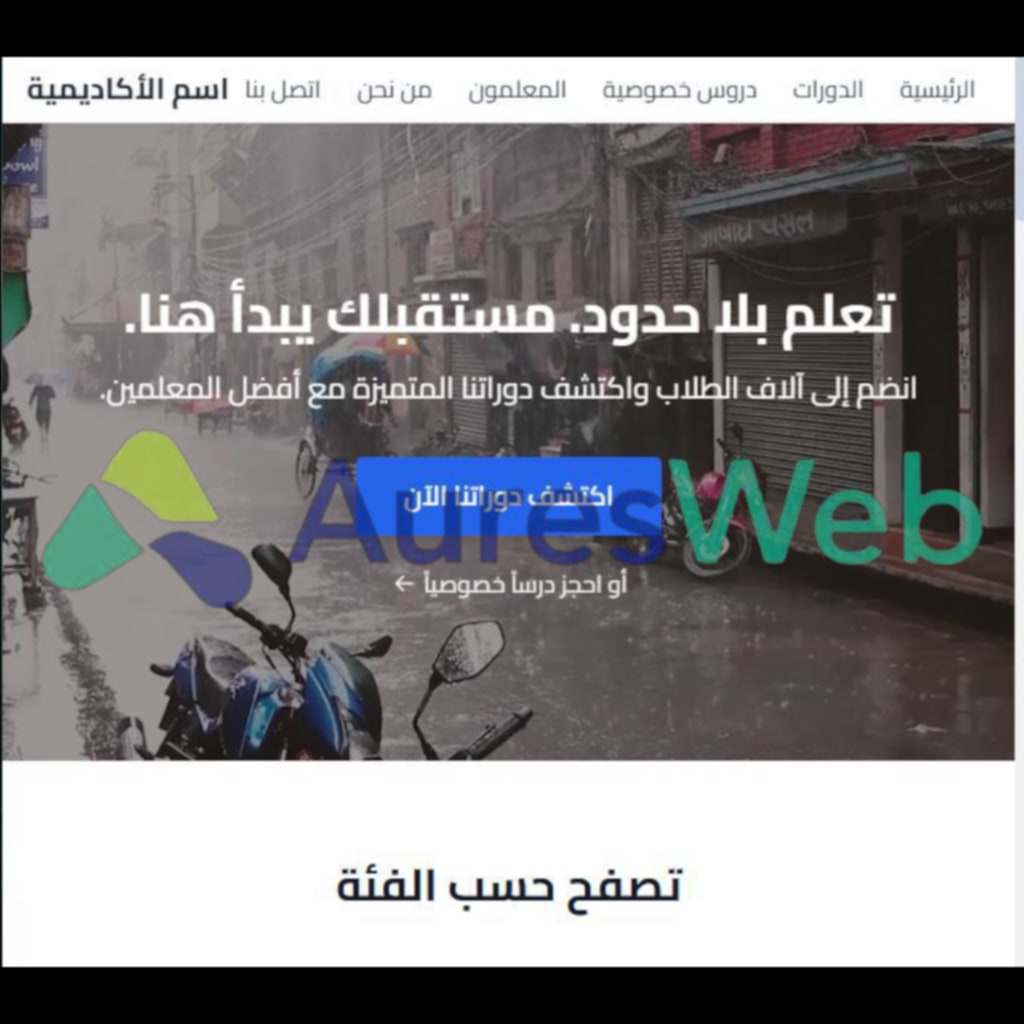 الرئيسية الدورات دروس خصوصية المعلمون من نحن اتصل بنا اسم الأكاديمية
تعلم بلا حدود. مستقبلك يبدأ هنا.
انضم إلى آلاف الطلاب واكتشف دوراتنا المتميزة مع أفضل المعلمين.
اكتشف دوراتنا الآن
AuresWeb
أو احجز درساً خصوصياً ←
تصفح حسب الفئة